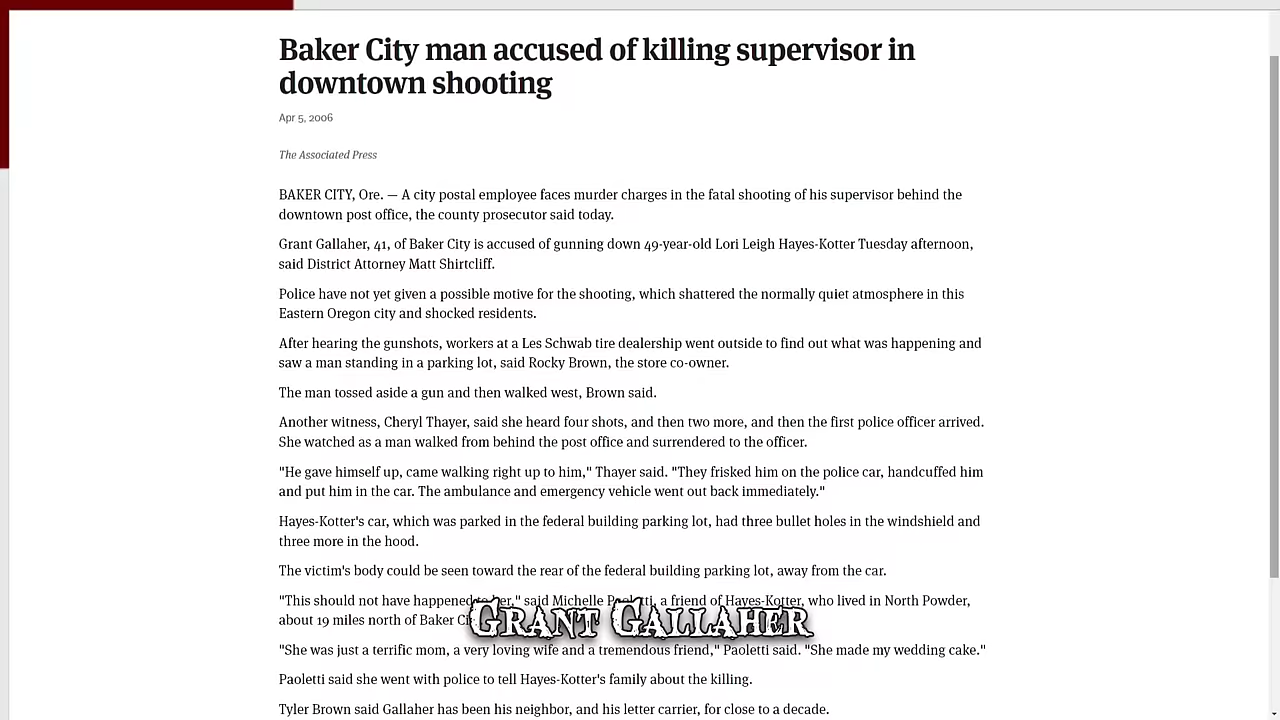 Baker City man accused of killing supervisor in
downtown shooting
Apr 5, 2006
The Associated Press
BAKER CITY, Ore. — A city postal employee faces murder charges in the fatal shooting of his supervisor behind the
downtown post office, the county prosecutor said today.
Grant Gallaher, 41, of Baker City is accused of gunning down 49-year-old Lori Leigh Hayes-Kotter Tuesday afternoon,
said District Attorney Matt Shirtcliff.
Police have not yet given a possible motive for the shooting, which shattered the normally quiet atmosphere in this
Eastern Oregon city and shocked residents.
After hearing the gunshots, workers at a Les Schwab tire dealership went outside to find out what was happening and
saw a man standing in a parking lot, said Rocky Brown, the store co-owner.
The man tossed aside a gun and then walked west, Brown said.
Another witness, Cheryl Thayer, said she heard four shots, and then two more, and then the first police officer arrived.
She watched as a man walked from behind the post office and surrendered to the officer.
"He gave himself up, came walking right up to him," Thayer said. "They frisked him on the police car, handcuffed him
and put him in the car. The ambulance and emergency vehicle went out back immediately."
Hayes-Kotter's car, which was parked in the federal building parking lot, had three bullet holes in the windshield and
three more in the hood.
The victim's body could be seen toward the rear of the federal building parking lot, away from the car.
"This should not have happened to her," said Michelle Paoletti, a friend of Hayes-Kotter, who lived in North Powder,
about 19 miles north of Baker
Grant Gallaher
"She was just a terrific mom, a very loving wife and a tremendous friend," Paoletti said. "She made my wedding cake."
Paoletti said she went with police to tell Hayes-Kotter's family about the killing.
Tyler Brown said Gallaher has been his neighbor, and his letter carrier, for close to a decade.